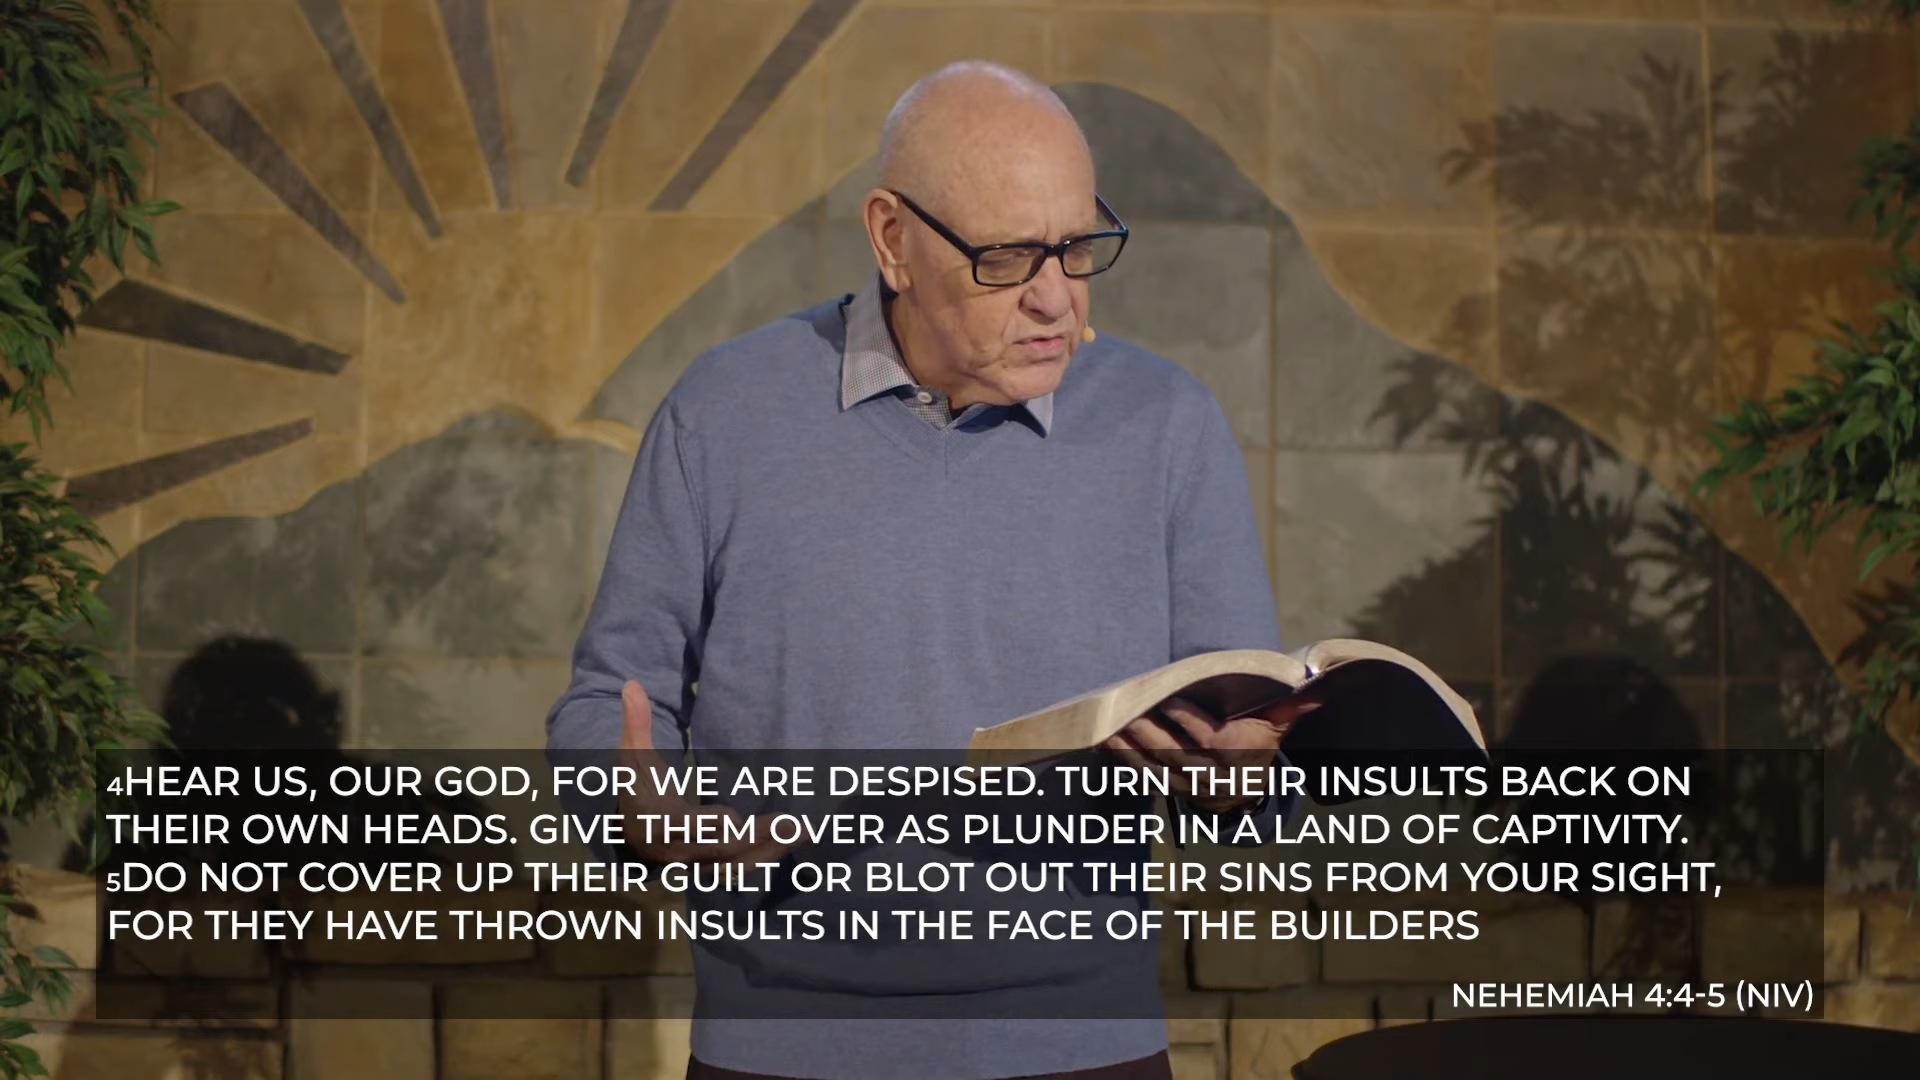 4HEAR US, OUR GOD, FOR WE ARE DESPISED. TURN THEIR INSULTS BACK ON
THEIR OWN HEADS. GIVE THEM OVER AS PLUNDER IN A LAND OF CAPTIVITY.
5DO NOT COVER UP THEIR GUILT OR BLOT OUT THEIR SINS FROM YOUR SIGHT,
FOR THEY HAVE THROWN INSULTS IN THE FACE OF THE BUILDERS
NEHEMIAH 4:4-5 (NIV)